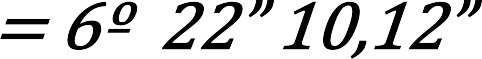 = 6º 22” 10,12”